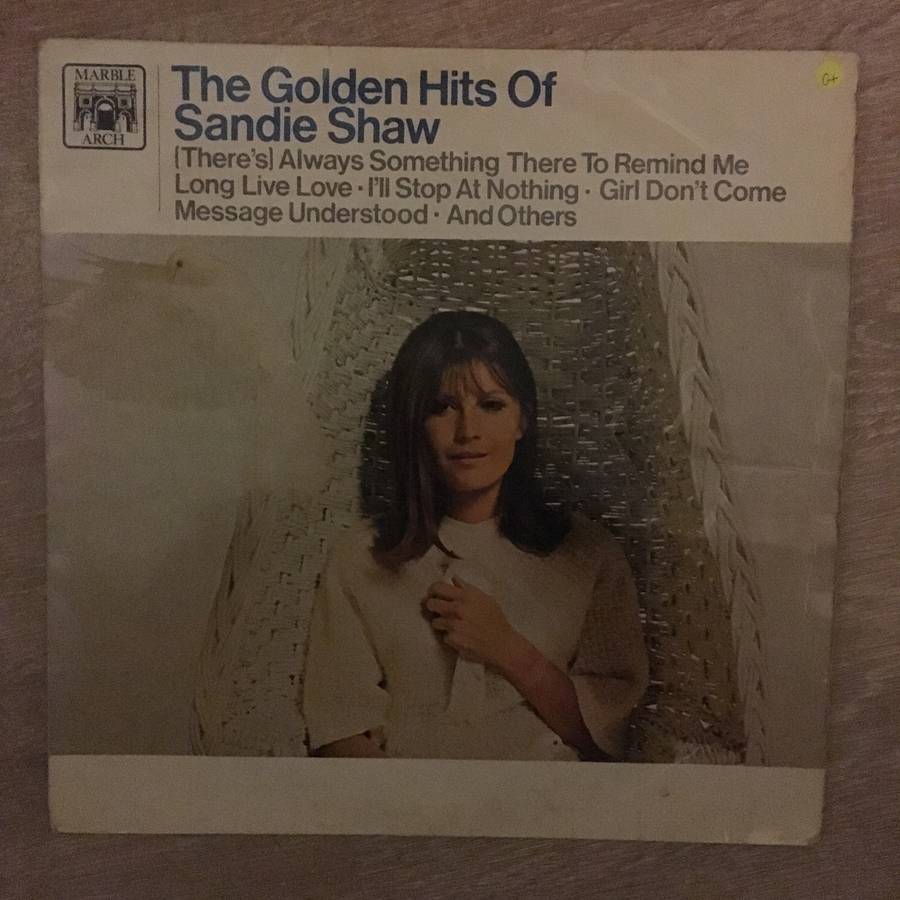 MARBLE
ARCH
The Golden Hits Of
Sandie Shaw
(There's) Always Something There To Remind Me
Long Live Love · I'll Stop At Nothing · Girl Don't Come
Message Understood · And Others
G+